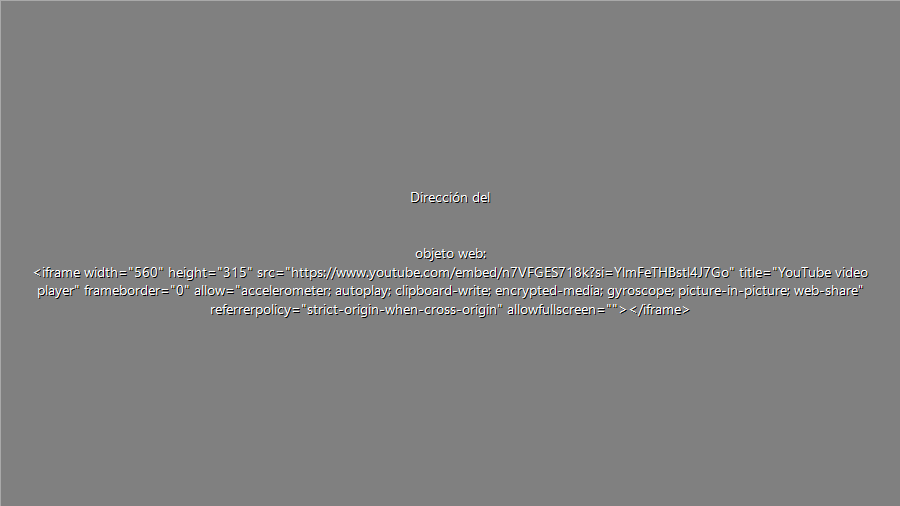 Dirección del
objeto web:
<iframe width="560" height="315" src="https://www.youtube.com/embed/n7VFGES718k?si=YlmFeTHBstl4J7Go" title="YouTube video
player" frameborder="0" allow="accelerometer; autoplay; clipboard-write; encrypted-media; gyroscope; picture-in-picture; web-share"
referrerpolicy="strict-origin-when-cross-origin" allowfullscreen=""></iframe>